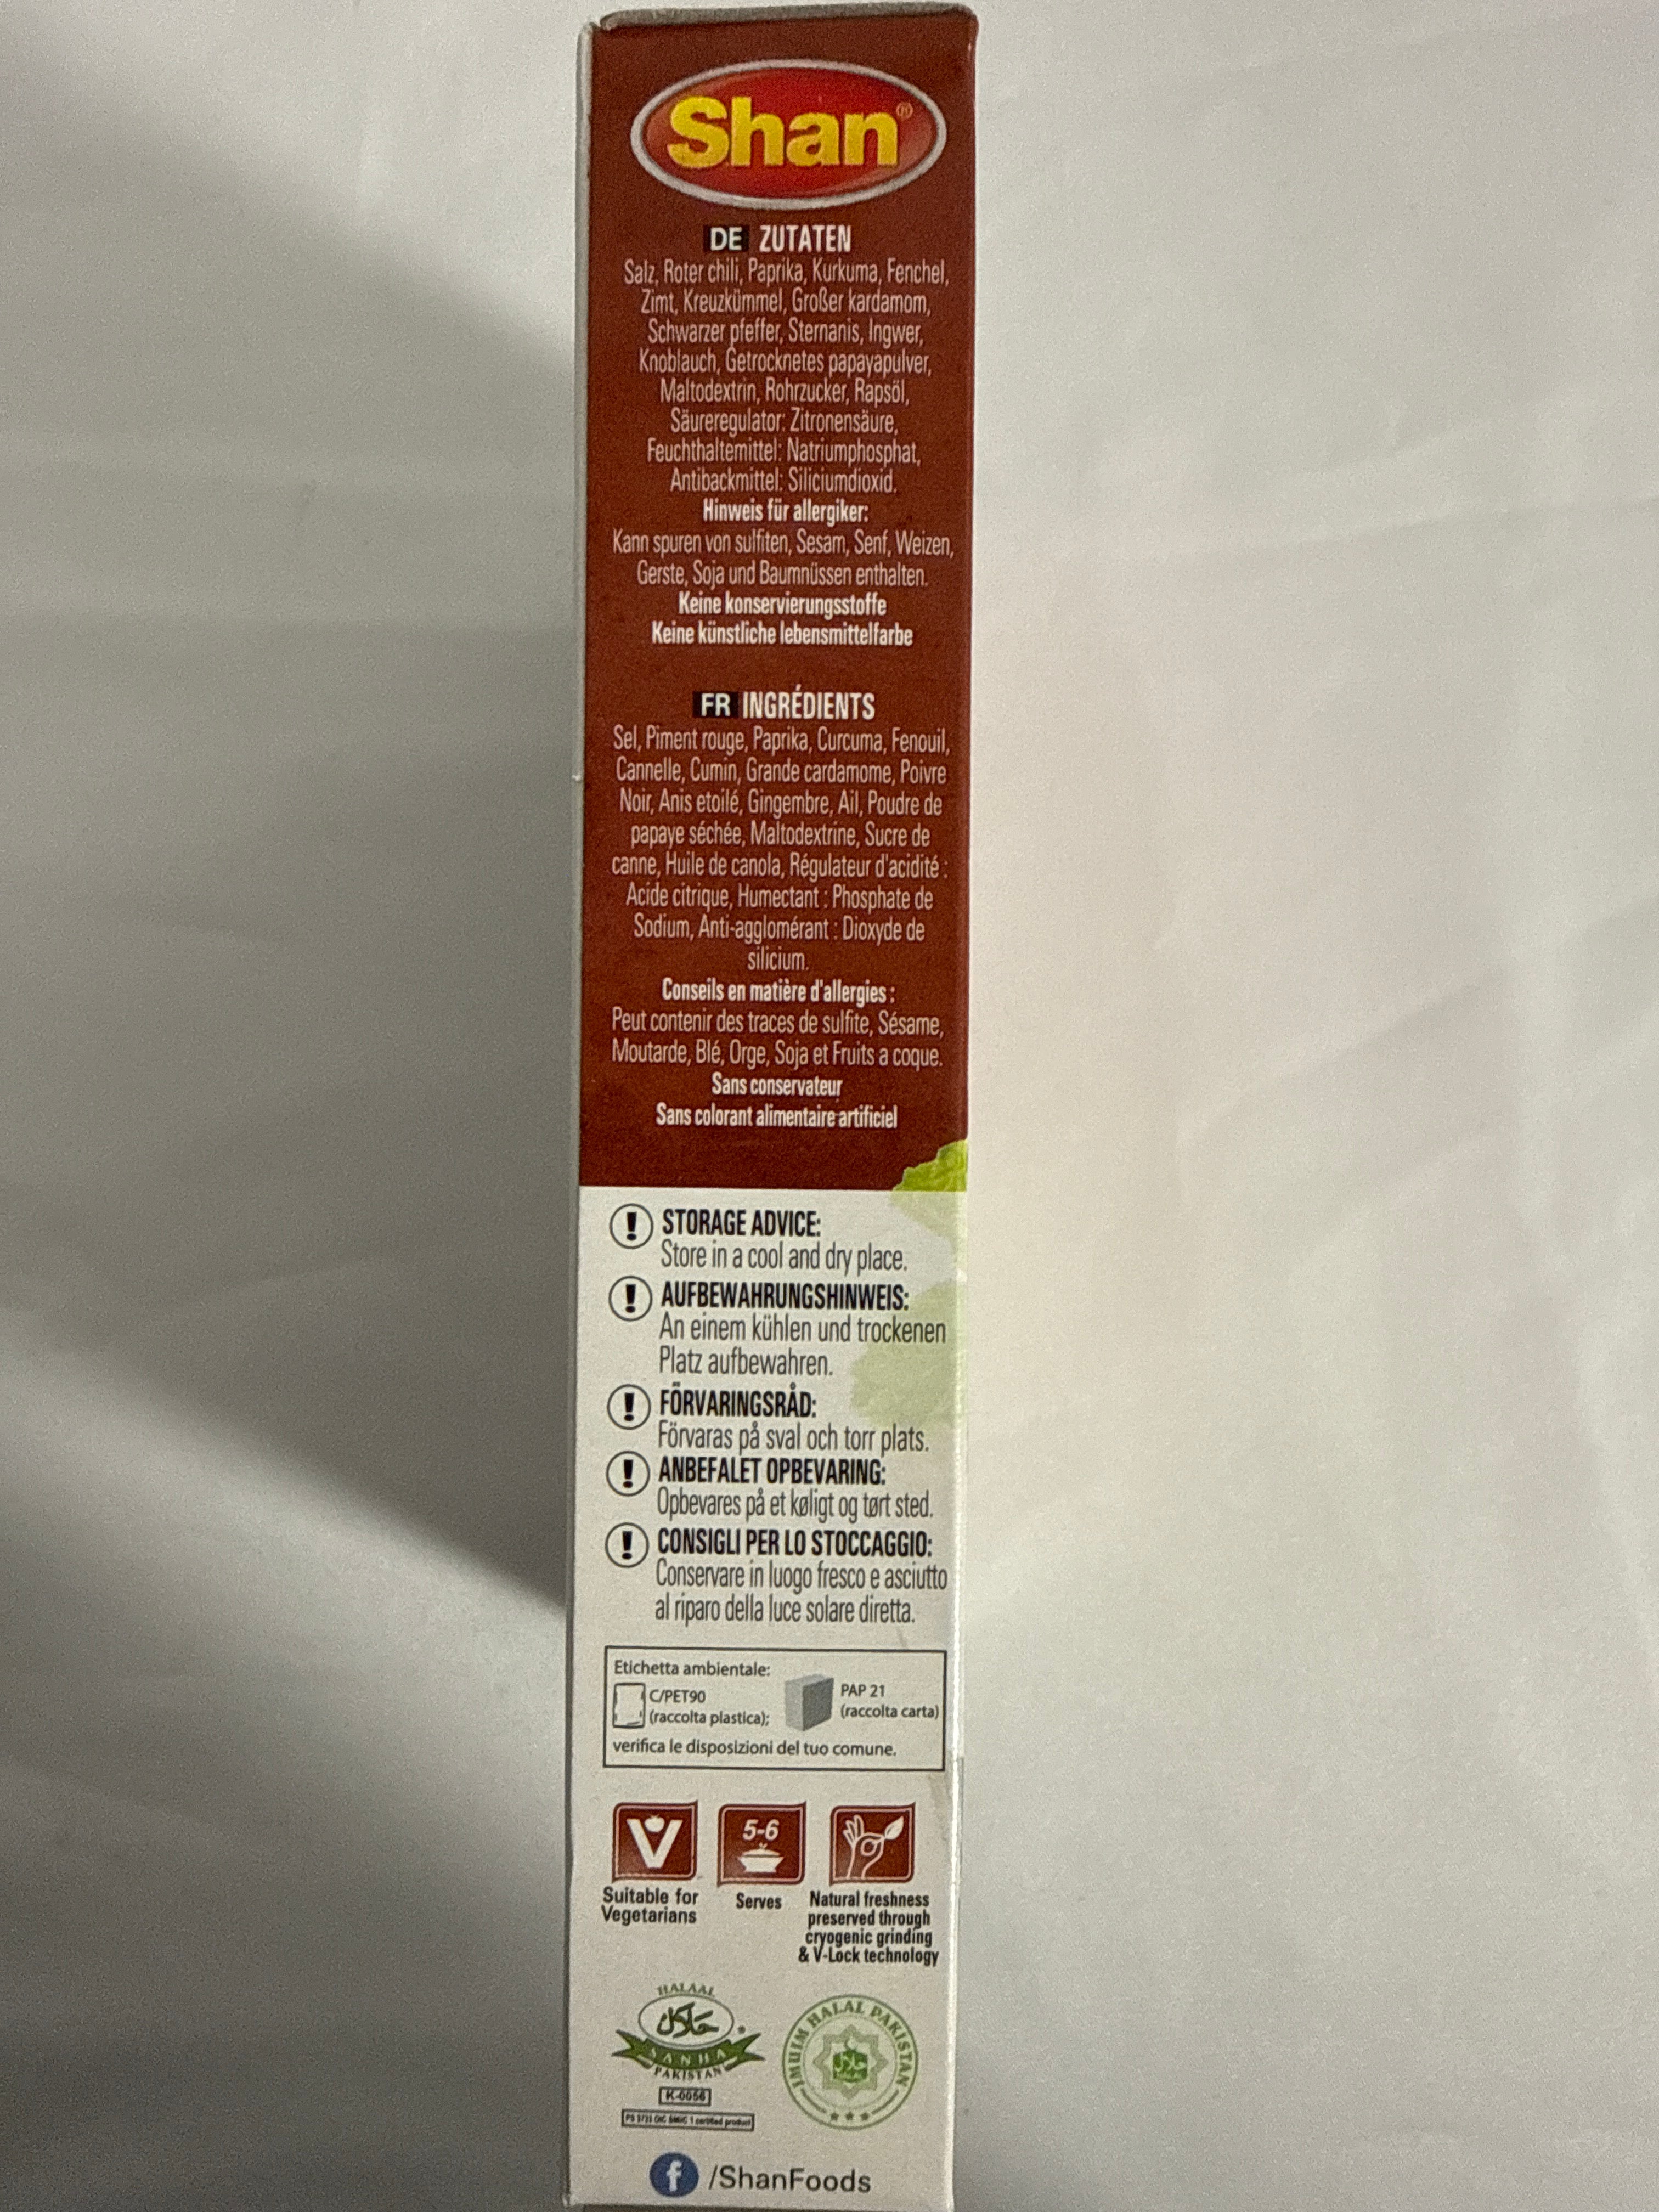 Shan®
DE ZUTATEN
Salz, Roter chili, Paprika, Kurkuma, Fenchel,
Zimt, Kreuzkümmel, Großer kardamom,
Schwarzer pfeffer, Sternanis, Ingwer,
Knoblauch, Getrocknetes papayapulver,
Maltodextrin, Rohrzucker, Rapsöl,
Säureregulator: Zitronensäure,
Feuchthaltemittel: Natriumphosphat,
Antibackmittel: Siliciumdioxid.
Hinweis für allergiker:
Kann spuren von sulfiten, Sesam, Senf, Weizen,
Gerste, Soja und Baumnüssen enthalten.
Keine konservierungsstoffe
Keine künstliche lebensmittelfarbe
FR INGRÉDIENTS
Sel, Piment rouge, Paprika, Curcuma, Fenouil,
Cannelle, Cumin, Grande cardamome, Poivre
Noir, Anis etoilé, Gingembre, Ail, Poudre de
papaye séchée, Maltodextrine, Sucre de
canne, Huile de canola, Régulateur d'acidité :
Acide citrique, Humectant : Phosphate de
Sodium, Anti-agglomérant : Dioxyde de
silicium.
Conseils en matière d'allergies :
Peut contenir des traces de sulfite, Sésame,
Moutarde, Blé, Orge, Soja et Fruits a coque.
Sans conservateur
Sans colorant alimentaire artificiel
! STORAGE ADVICE:
Store in a cool and dry place.
! AUFBEWAHRUNGSHINWEIS:
An einem kühlen und trockenen
Platz aufbewahren.
! FÖRVARINGSRÅD:
Förvaras på sval och torr plats.
! ANBEFALET OPBEVARING:
Opbevares på et køligt og tørt sted.
! CONSIGLI PER LO STOCCAGGIO:
Conservare in luogo fresco e asciutto
al riparo della luce solare diretta.
Etichetta ambientale:
C/PET90
(raccolta plastica);
PAP 21
(raccolta carta)
verifica le disposizioni del tuo comune.
V
Suitable for
Vegetarians
5-6
Serves
Natural freshness
preserved through
cryogenic grinding
& V-Lock technology
HALAAL
حلال
SANHA
PAKISTAN
K-0056
PS 3733 OIC SMIIC 1 certified product
JMUIM HALAL PAKISTAN
حلال
f /ShanFoods